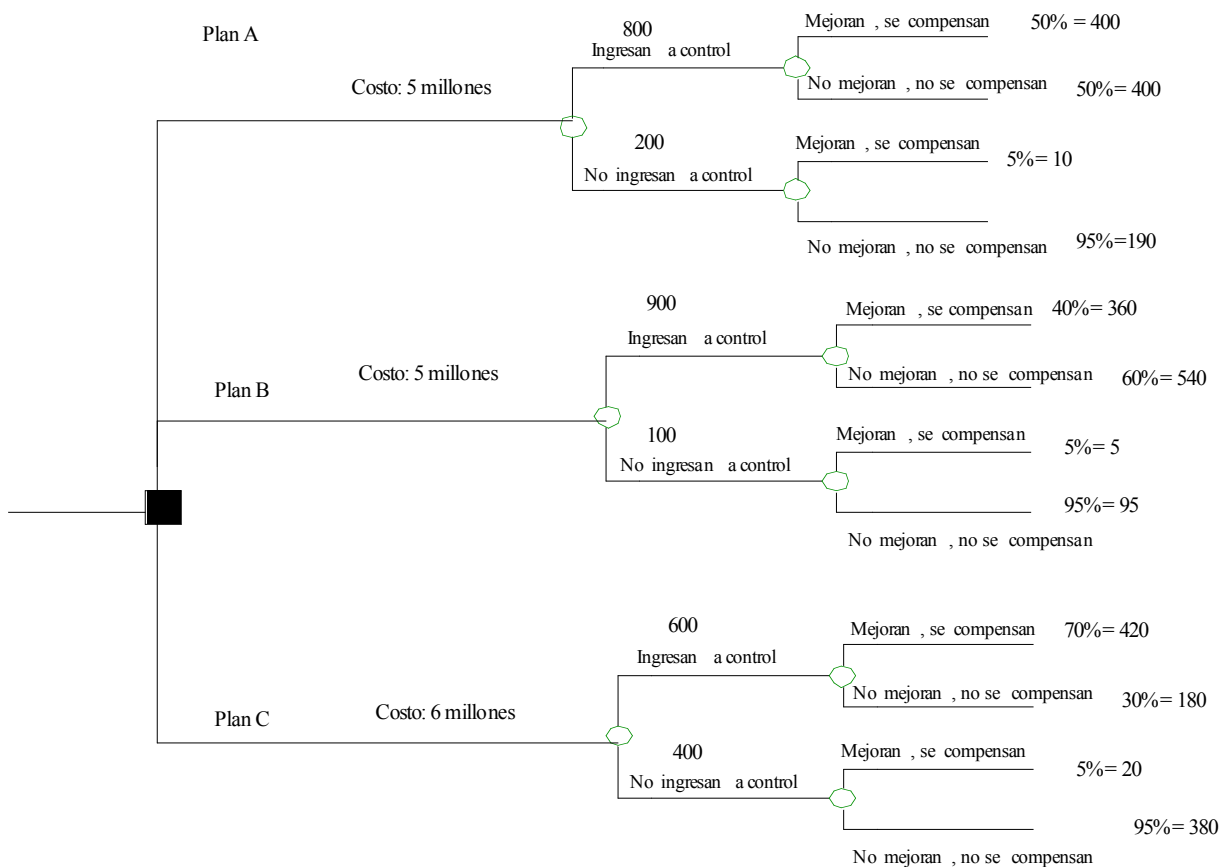 Plan A
Costo: 5 millones
800
Ingresan a control
Mejoran , se compensan 50% = 400
No mejoran , no se compensan 50%= 400
200
No ingresan a control
Mejoran , se compensan 5%= 10
No mejoran , no se compensan 95%=190
Plan B
Costo: 5 millones
900
Ingresan a control
Mejoran , se compensan 40%= 360
No mejoran , no se compensan 60%= 540
100
No ingresan a control
Mejoran , se compensan 5%= 5
95%= 95
No mejoran , no se compensan
Plan C
Costo: 6 millones
600
Ingresan a control
Mejoran , se compensan 70%= 420
No mejoran , no se compensan 30%= 180
400
No ingresan a control
Mejoran , se compensan 5%= 20
95%= 380
No mejoran , no se compensan